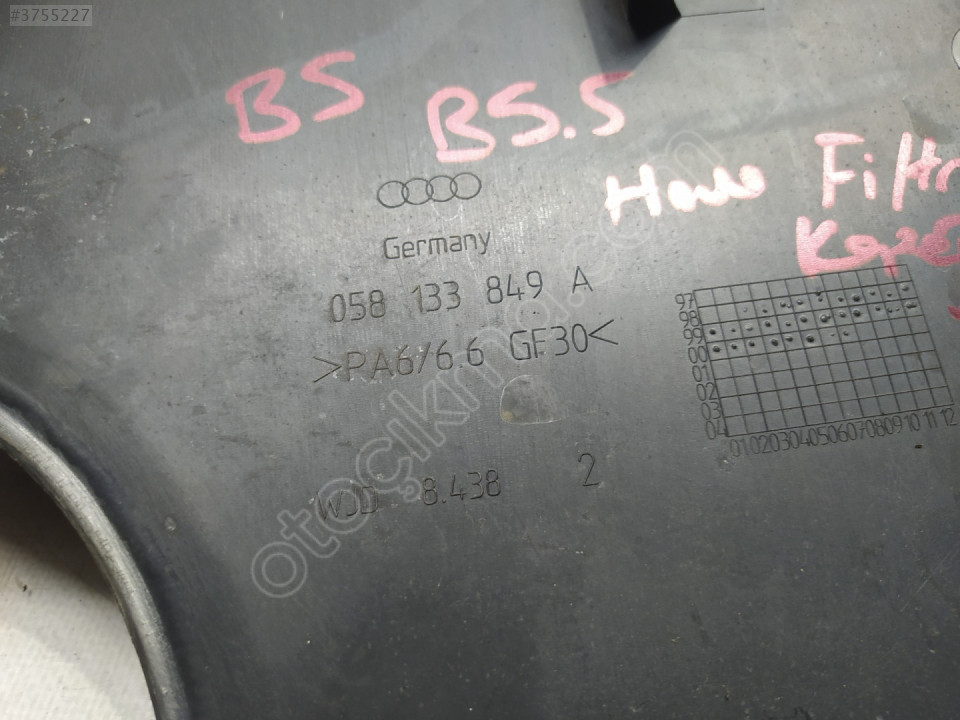 #3755227
B5
B5.5
Hava Filtr
Germany
058 133 849 A
>PA6/6.6 GF30<
WJD 8.438 2
97
98
99
00
01
02
03
04
01 02 03 04 05 06 07 08 09 10 11 12
otoçıkma.com